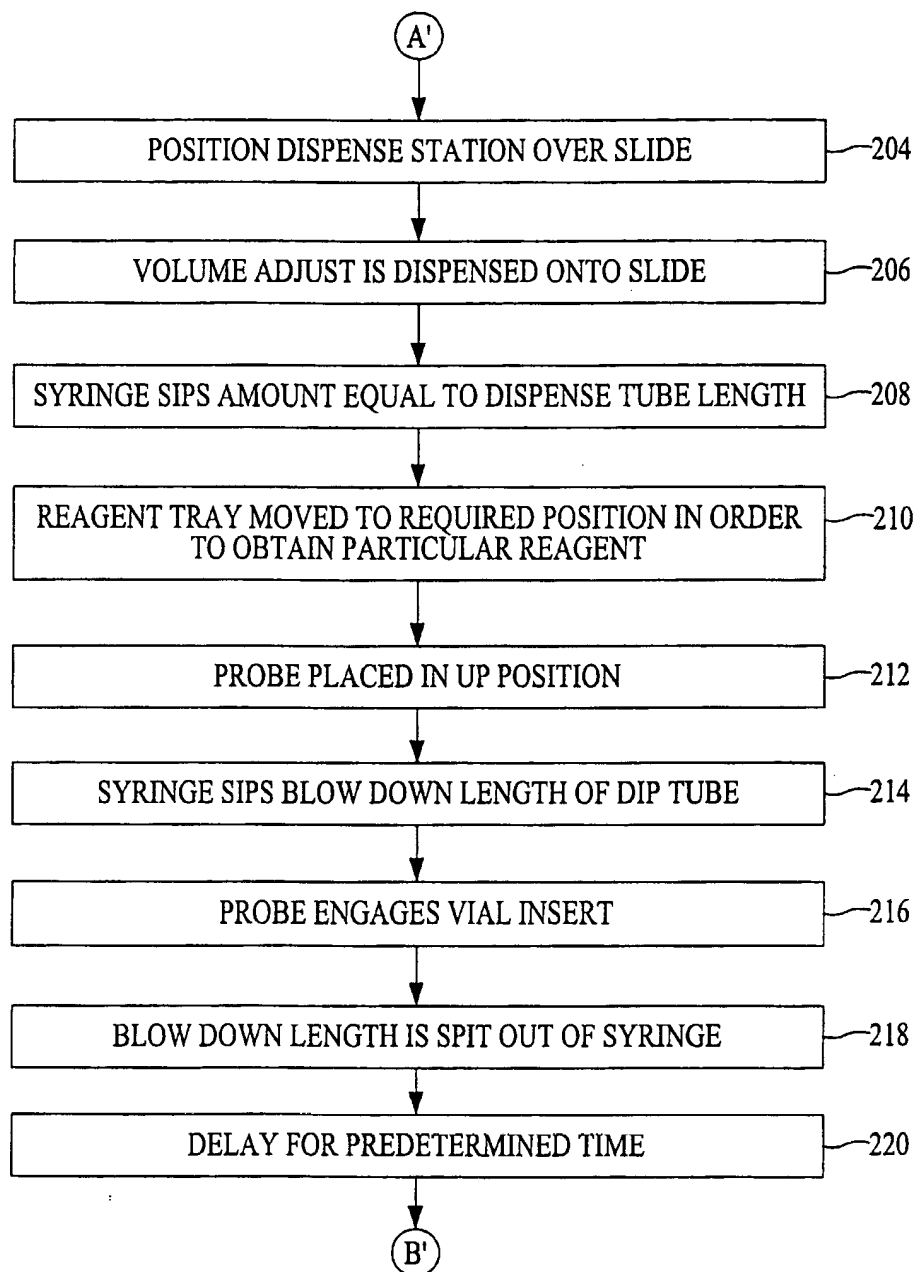 A'
POSITION DISPENSE STATION OVER SLIDE
204
VOLUME ADJUST IS DISPENSED ONTO SLIDE
206
SYRINGE SIPS AMOUNT EQUAL TO DISPENSE TUBE LENGTH
208
REAGENT TRAY MOVED TO REQUIRED POSITION IN ORDER
TO OBTAIN PARTICULAR REAGENT
210
PROBE PLACED IN UP POSITION
212
SYRINGE SIPS BLOW DOWN LENGTH OF DIP TUBE
214
PROBE ENGAGES VIAL INSERT
216
BLOW DOWN LENGTH IS SPIT OUT OF SYRINGE
218
DELAY FOR PREDETERMINED TIME
220
B'